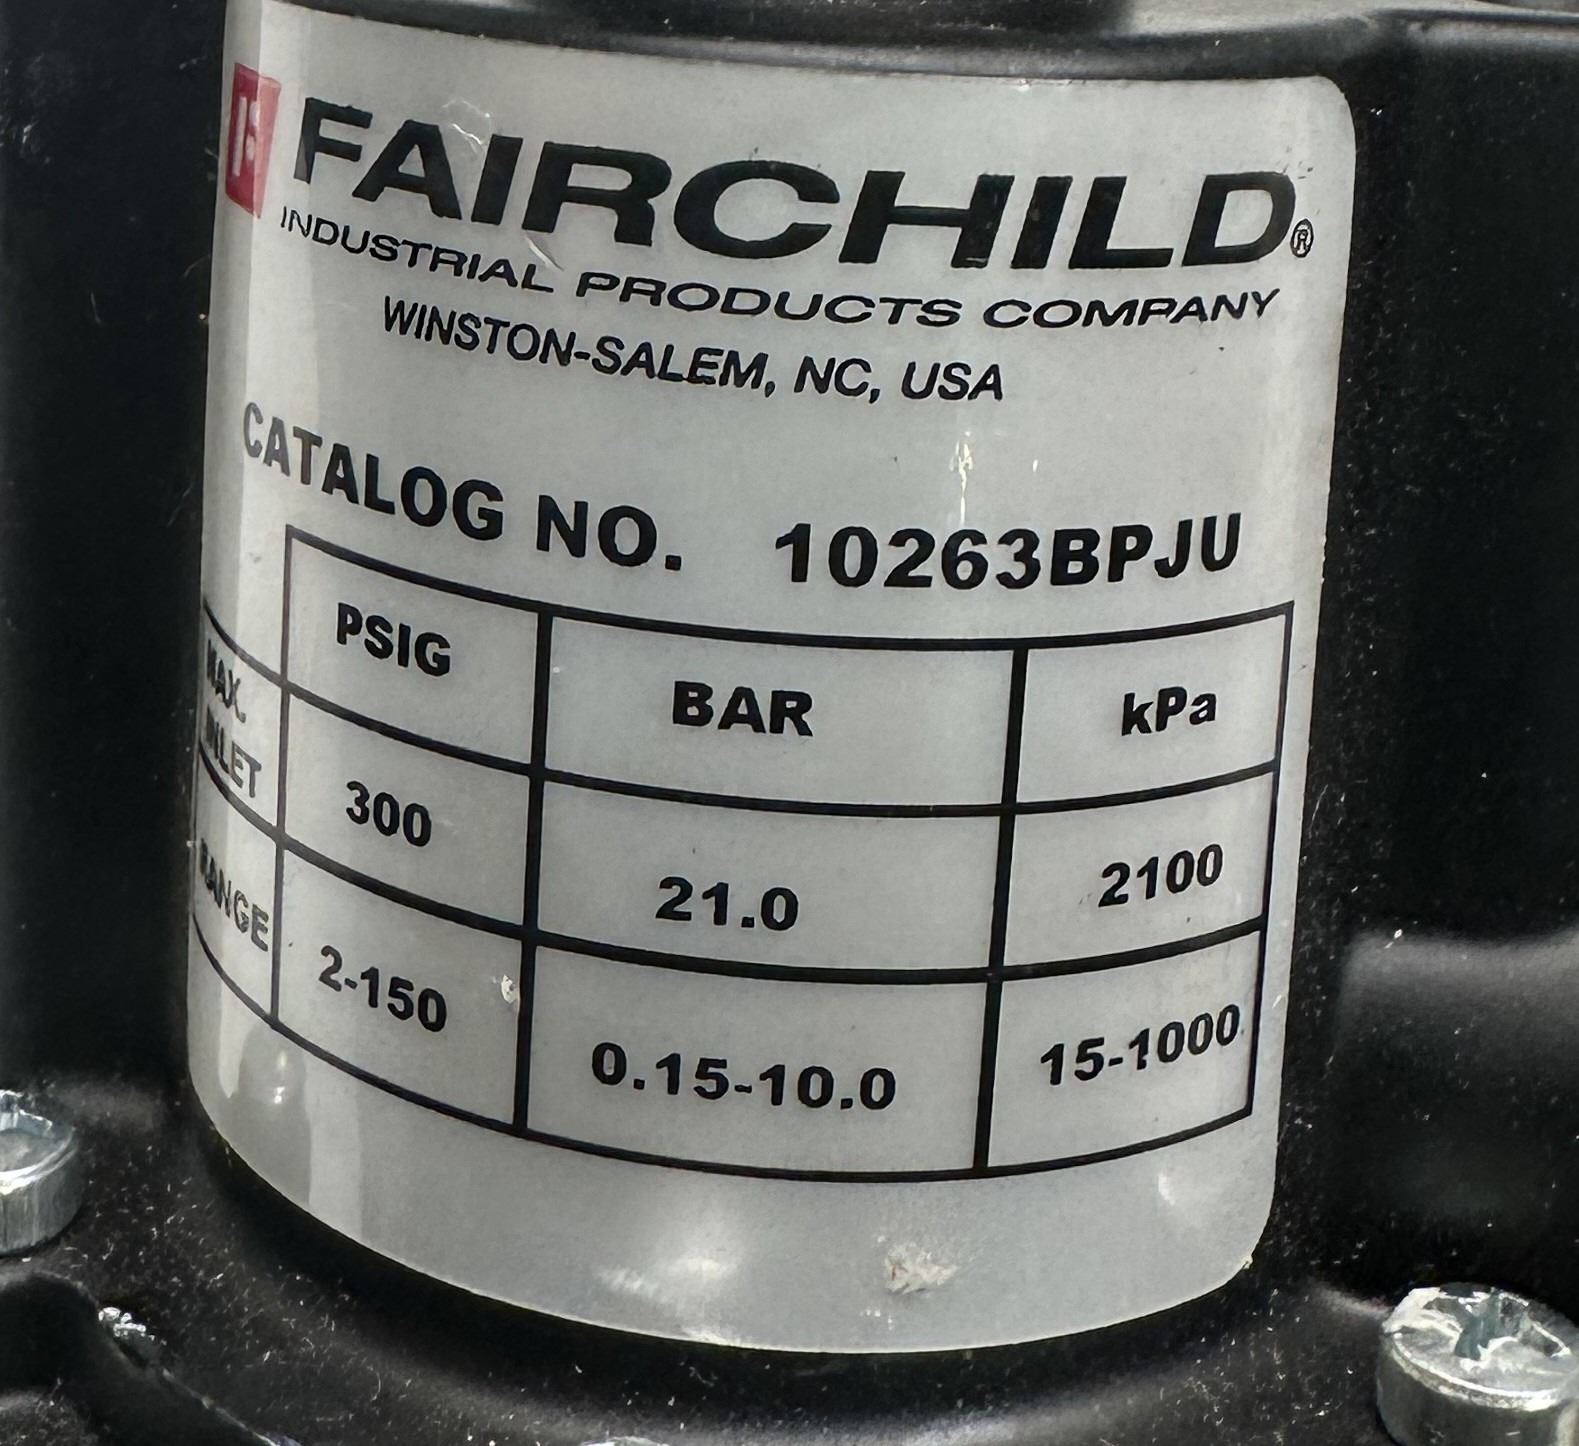 FAIRCHILD®
INDUSTRIAL PRODUCTS COMPANY
WINSTON-SALEM, NC, USA
CATALOG NO. 10263BPJU
PSIG BAR kPa
MAX.
INLET 300 21.0 2100
RANGE 2-150 0.15-10.0 15-1000